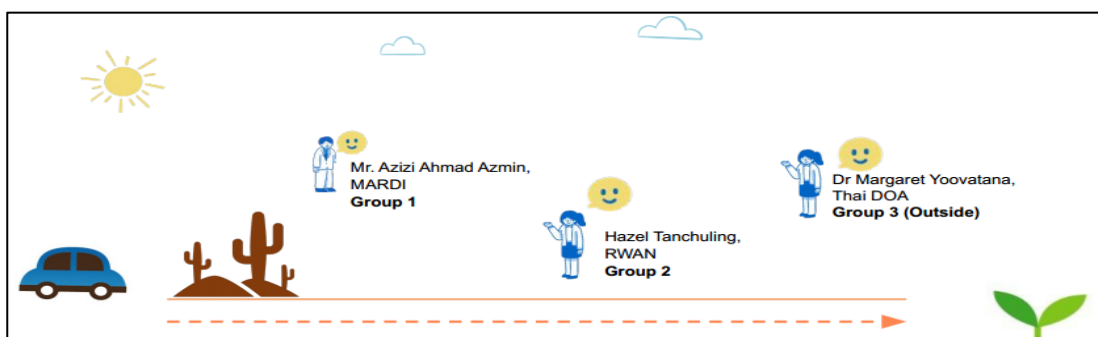 Mr. Azizi Ahmad Azmin,
MARDI
Group 1
Hazel Tanchuling,
RWAN
Group 2
Dr Margaret Yoovatana,
Thai DOA
Group 3 (Outside)